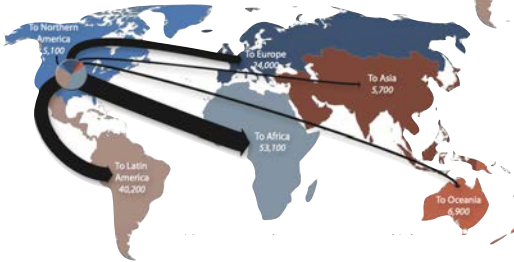 To Northern
America
5,100
To Europe
24,000
To Asia
5,700
To Africa
53,100
To Latin
America
40,200
To Oceania
6,900